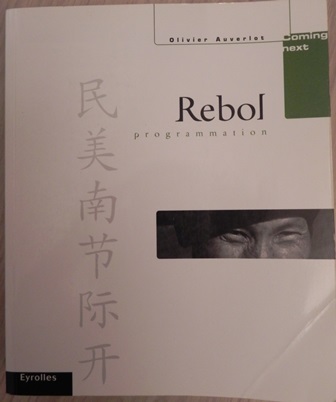 Olivier Auverlot
Coming
next
Rebol
programmation
民美南节际开
Eyrolles